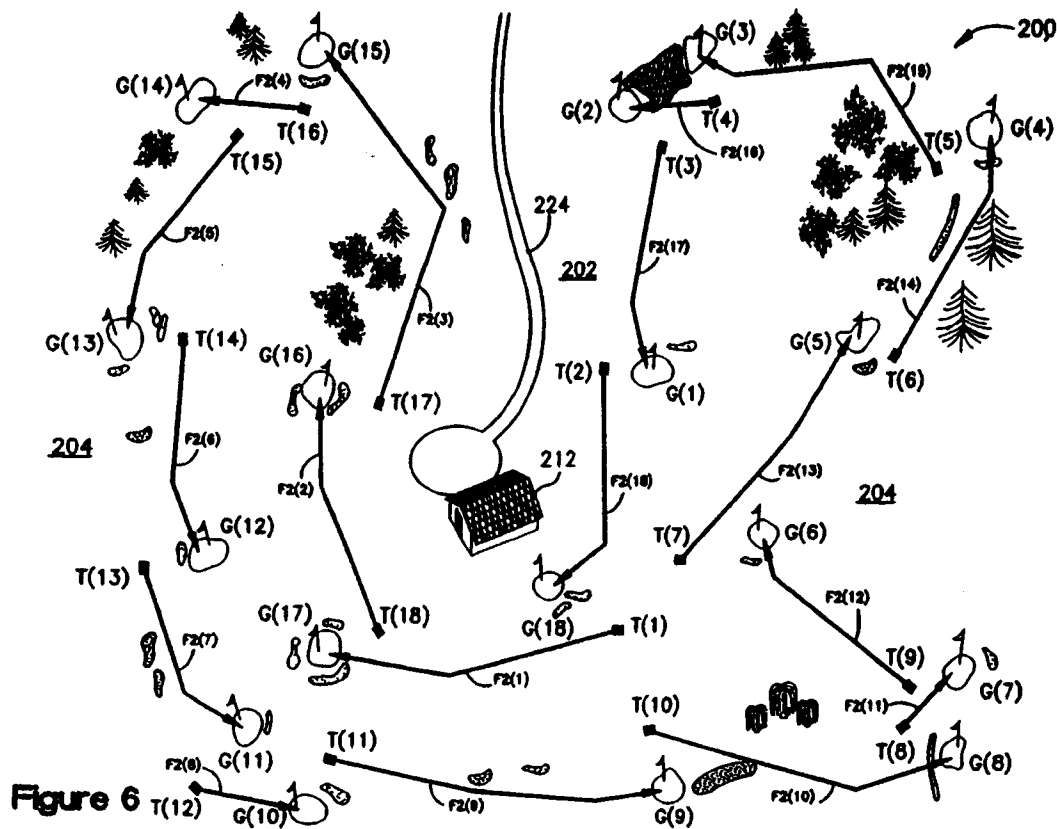 G(3)
200
G(15)
F2(4)
G(14)
F2(19)
G(2)
T(4)
G(4)
T(16)
F2(16)
T(5)
T(15)
T(3)
224
F2(5)
F2(17)
202
F2(14)
F2(3)
G(13)
T(14)
G(5)
G(16)
T(2)
T(6)
G(1)
T(17)
204
F2(6)
212
F2(13)
F2(2)
F2(18)
204
G(12)
T(7)
G(6)
T(13)
F2(12)
G(17)
T(18)
G(18)
T(1)
F2(7)
F2(1)
T(9)
G(7)
F2(11)
T(10)
T(8)
G(11)
T(11)
G(8)
F2(8)
Figure 6
T(12)
G(10)
F2(9)
G(9)
F2(10)